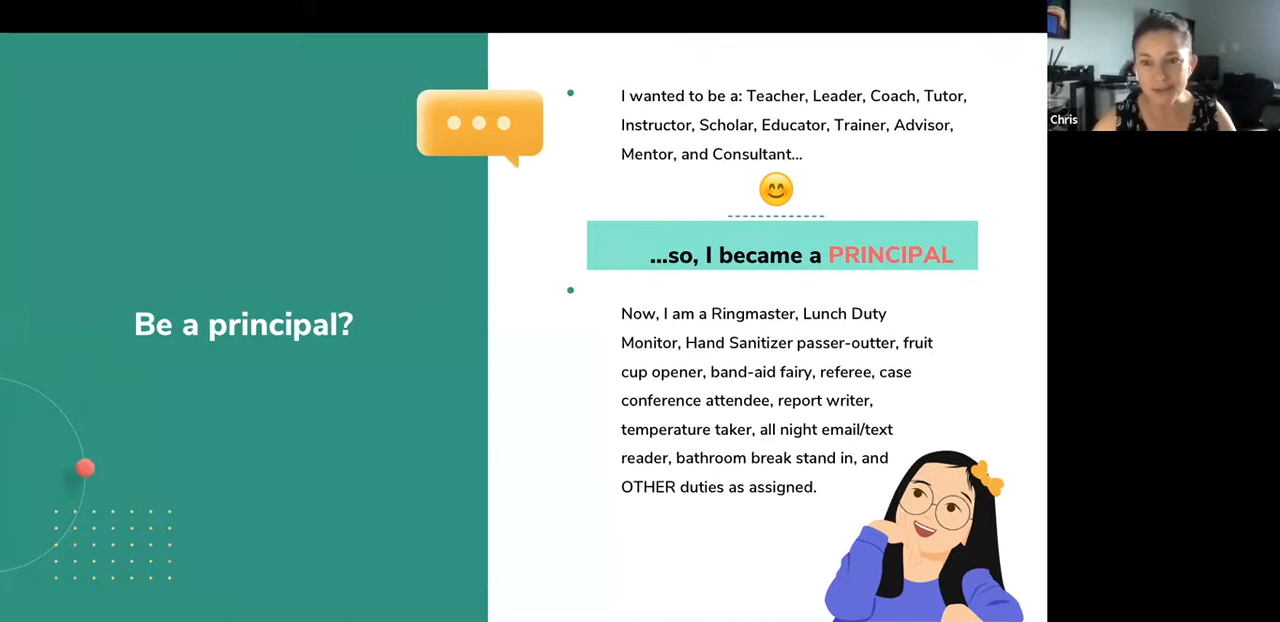 I wanted to be a: Teacher, Leader, Coach, Tutor,
Instructor, Scholar, Educator, Trainer, Advisor,
Mentor, and Consultant...
...so, I became a PRINCIPAL
Be a principal?
Now, I am a Ringmaster, Lunch Duty
Monitor, Hand Sanitizer passer-outter, fruit
cup opener, band-aid fairy, referee, case
conference attendee, report writer,
temperature taker, all night email/text
reader, bathroom break stand in, and
OTHER duties as assigned.
Chris